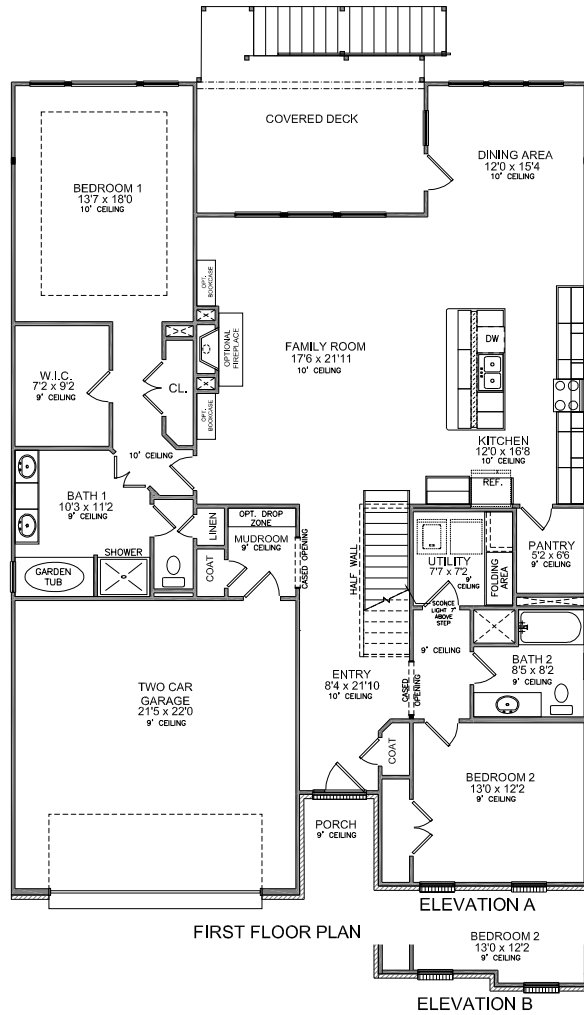 COVERED DECK
DINING AREA
12'0 x 15'4
10' CEILING
BEDROOM 1
13'7 x 18'0
10' CEILING
OPT.
BOOKCASE
OPTIONAL
FIREPLACE
OPT.
BOOKCASE
FAMILY ROOM
17'6 x 21'11
10' CEILING
DW
W.I.C.
7'2 x 9'2
9' CEILING
CL.
KITCHEN
12'0 x 16'8
10' CEILING
REF.
10' CEILING
BATH 1
10'3 x 11'2
9' CEILING
SHOWER
GARDEN
TUB
LINEN
COAT
OPT. DROP
ZONE
MUDROOM
9' CEILING
CASED OPENING
HALF WALL
UTILITY
7'7 x 7'2
9'
CEILING
FOLDING
AREA
PANTRY
5'2 x 6'6
9' CEILING
SCONCE
LIGHT 7'
ABOVE
STEP
9' CEILING
BATH 2
8'5 x 8'2
9' CEILING
ENTRY
8'4 x 21'10
10' CEILING
CASED
OPENING
TWO CAR
GARAGE
21'5 x 22'0
9' CEILING
COAT
BEDROOM 2
13'0 x 12'2
9' CEILING
PORCH
9' CEILING
ELEVATION A
FIRST FLOOR PLAN
BEDROOM 2
13'0 x 12'2
9' CEILING
ELEVATION B